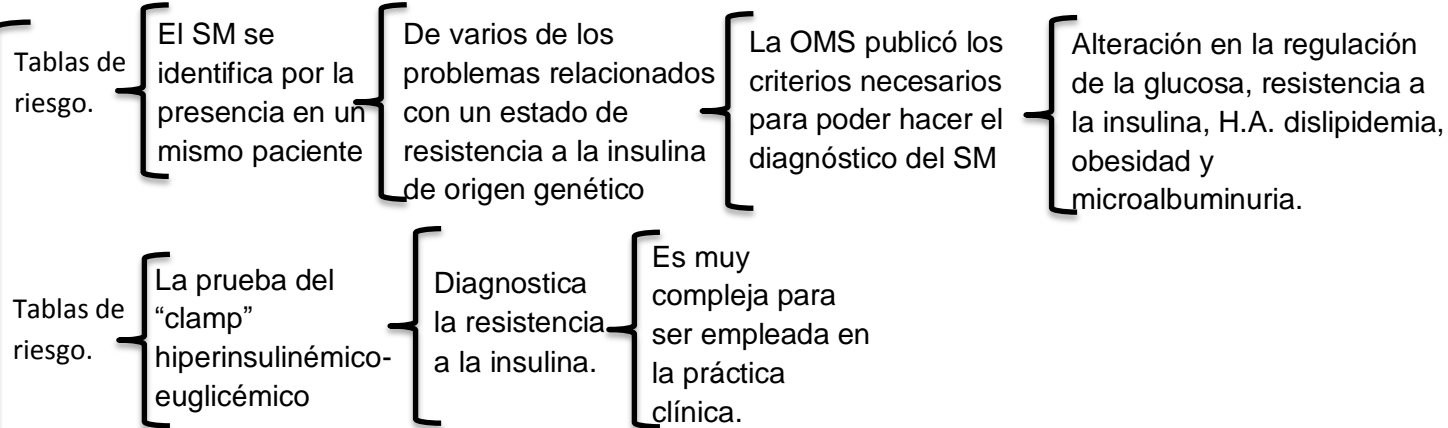 Tablas de
riesgo.
El SM se
identifica por la
presencia en un
mismo paciente
De varios de los
problemas relacionados
con un estado de
resistencia a la insulina
de origen genético
La OMS publicó los
criterios necesarios
para poder hacer el
diagnóstico del SM
Alteración en la regulación
de la glucosa, resistencia a
la insulina, H.A. dislipidemia,
obesidad y
microalbuminuria.
Tablas de
riesgo.
La prueba del
“clamp”
hiperinsulinémico-
euglicémico
Diagnostica
la resistencia
a la insulina.
Es muy
compleja para
ser empleada en
la práctica
clínica.